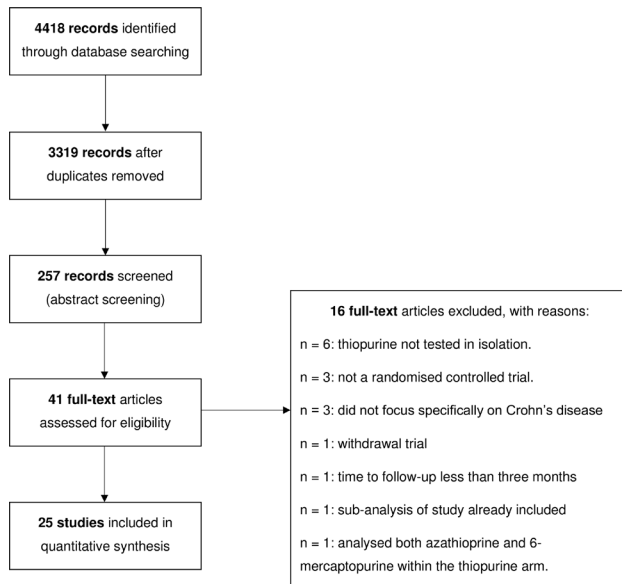 4418 records identified
through database searching
3319 records after
duplicates removed
257 records screened
(abstract screening)
41 full-text articles
assessed for eligibility
25 studies included in
quantitative synthesis
16 full-text articles excluded, with reasons:
n = 6: thiopurine not tested in isolation.
n = 3: not a randomised controlled trial.
n = 3: did not focus specifically on Crohn's disease
n = 1: withdrawal trial
n = 1: time to follow-up less than three months
n = 1: sub-analysis of study already included
n = 1: analysed both azathioprine and 6-
mercaptopurine within the thiopurine arm.